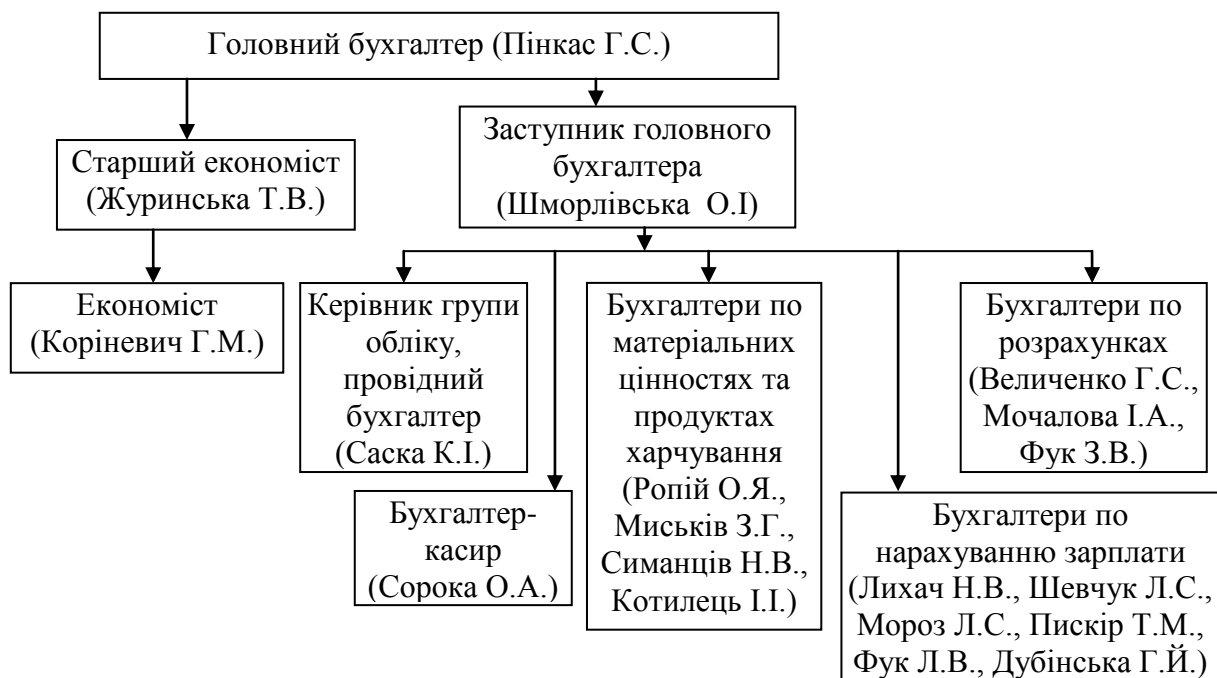 Головний бухгалтер (Пінкас Г.С.)
Старший економіст
(Журинська Т.В.)
Заступник головного
бухгалтера
(Шморлівська О.І)
Економіст
(Коріневич Г.М.)
Керівник групи
обліку,
провідний
бухгалтер
(Саска К.І.)
Бухгалтер-
касир
(Сорока О.А.)
Бухгалтери по
матеріальних
цінностях та
продуктах
харчування
(Ропій О.Я.,
Миськів З.Г.,
Симанців Н.В.,
Котилець І.І.)
Бухгалтери по
розрахунках
(Величенко Г.С.,
Мочалова І.А.,
Фук З.В.)
Бухгалтери по
нарахуванню зарплати
(Лихач Н.В., Шевчук Л.С.,
Мороз Л.С., Пискір Т.М.,
Фук Л.В., Дубінська Г.Й.)